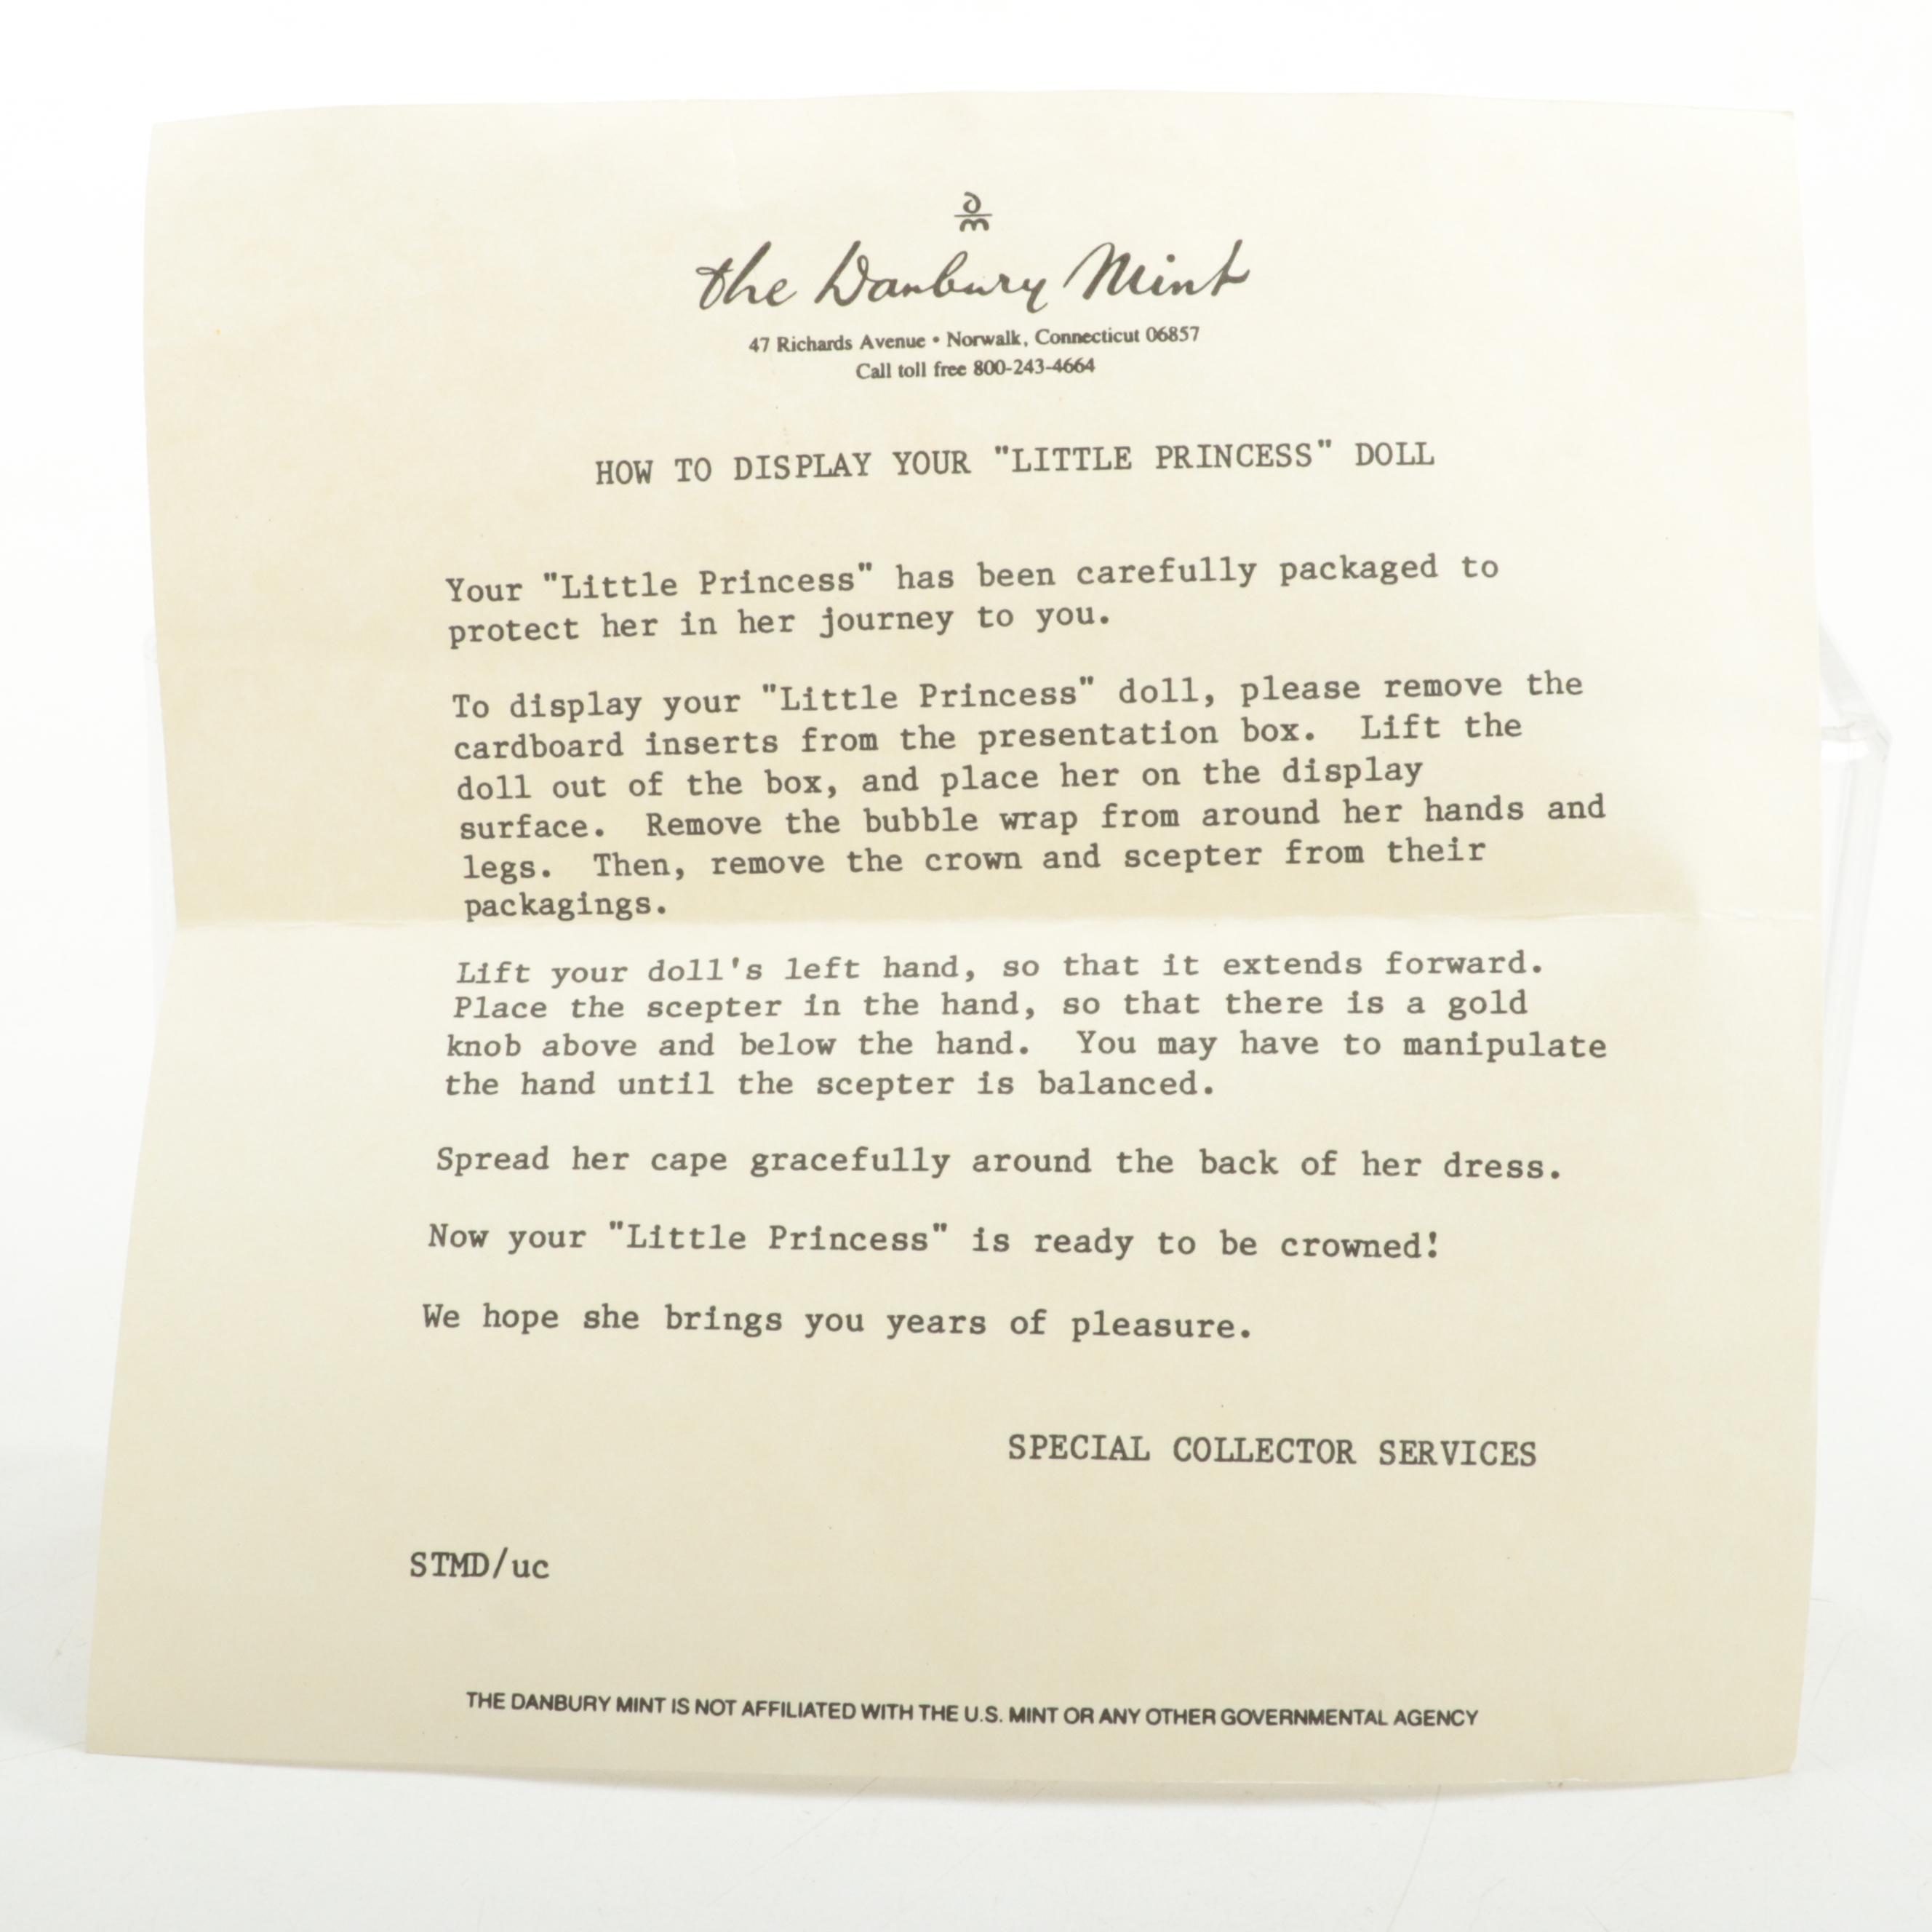 dm
the Danbury Mint
47 Richards Avenue • Norwalk, Connecticut 06857
Call toll free 800-243-4664
HOW TO DISPLAY YOUR "LITTLE PRINCESS" DOLL
Your "Little Princess" has been carefully packaged to
protect her in her journey to you.
To display your "Little Princess" doll, please remove the
cardboard inserts from the presentation box.  Lift the
doll out of the box, and place her on the display
surface.  Remove the bubble wrap from around her hands and
legs.  Then, remove the crown and scepter from their
packagings.
Lift your doll's left hand, so that it extends forward.
Place the scepter in the hand, so that there is a gold
knob above and below the hand.  You may have to manipulate
the hand until the scepter is balanced.
Spread her cape gracefully around the back of her dress.
Now your "Little Princess" is ready to be crowned!
We hope she brings you years of pleasure.
SPECIAL COLLECTOR SERVICES
STMD/uc
THE DANBURY MINT IS NOT AFFILIATED WITH THE U.S. MINT OR ANY OTHER GOVERNMENTAL AGENCY